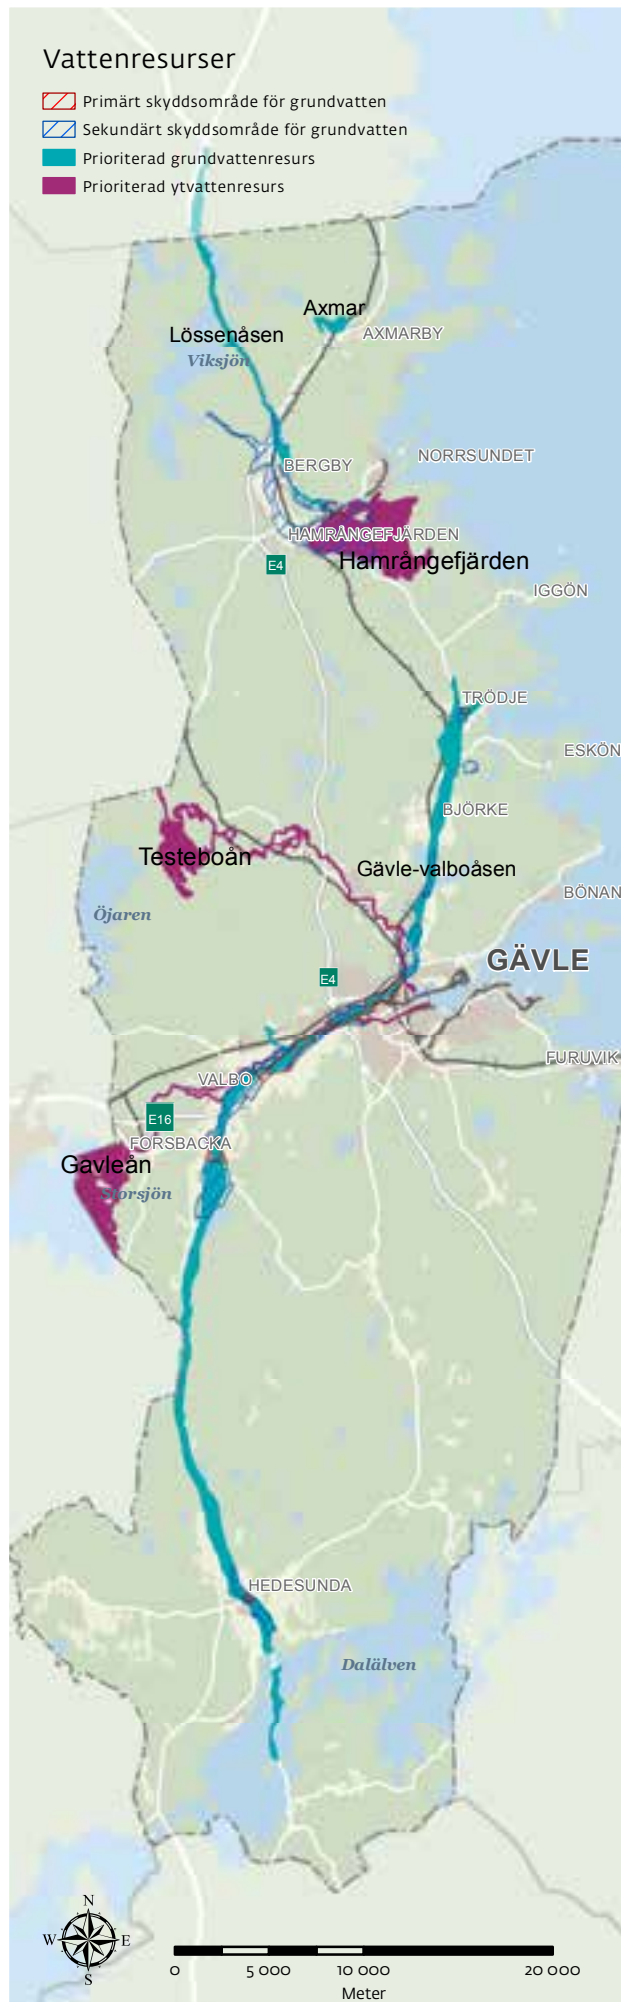 Vattenresurser
Primärt skyddsområde för grundvatten
Sekundärt skyddsområde för grundvatten
Prioriterad grundvattenresurs
Prioriterad ytvattenresurs
Axmar
AXMARBY
Lössenåsen
Viksjön
BERGBY
NORRSUNDET
HAMRÅNGEFJÄRDEN
Hamrångefjärden
E4
IGGÖN
TRÖDJE
ESKÖN
BJÖRKE
Testeboån
Gävle-valboåsen
BÖNAN
Öjaren
GÄVLE
E4
FURUVIK
VALBO
E16
FORSBACKA
Gavleån
Storsjön
HEDESUNDA
Dalälven
N
W E
S
0 5 000 10 000 20 000
Meter